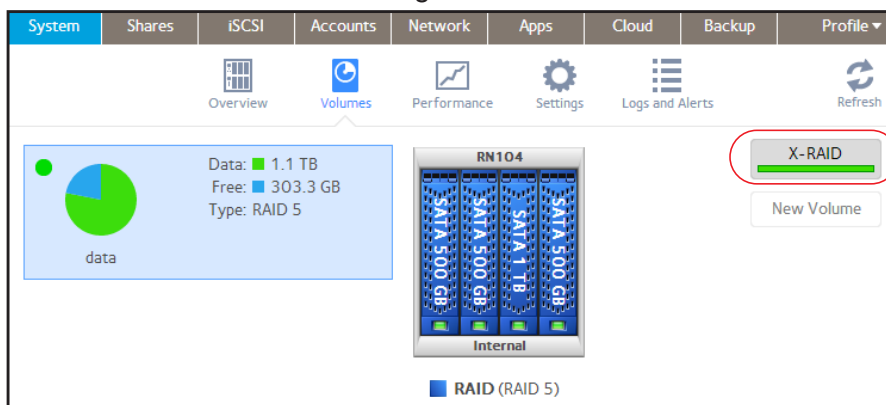 System Shares iSCSI Accounts Network Apps Cloud Backup Profile ▾
Overview Volumes Performance Settings Logs and Alerts Refresh
Data: 1.1 TB
Free: 303.3 GB
Type: RAID 5
data
RN104
SATA 500 GB
SATA 500 GB
SATA 1 TB
SATA 500 GB
Internal
RAID (RAID 5)
X-RAID
New Volume